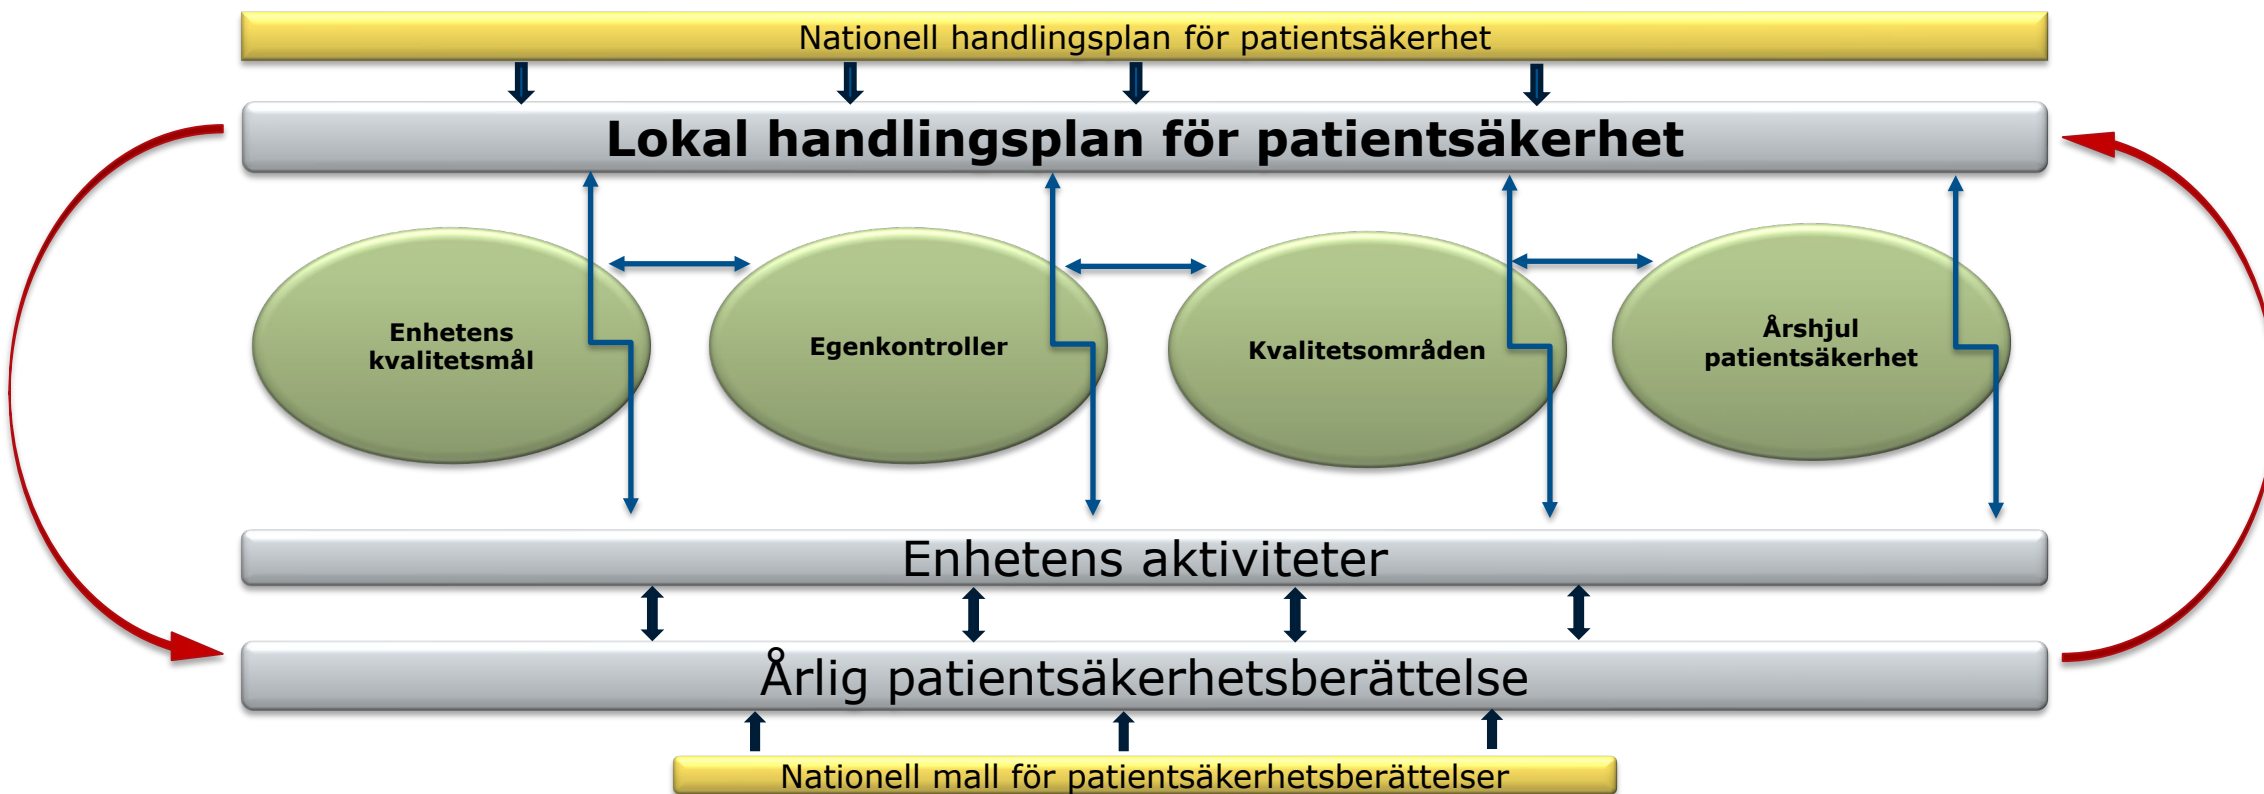 Nationell handlingsplan för patientsäkerhet
Lokal handlingsplan för patientsäkerhet
Enhetens
kvalitetsmål
Egenkontroller
Kvalitetsområden
Årshjul
patientsäkerhet
Enhetens aktiviteter
Årlig patientsäkerhetsberättelse
Nationell mall för patientsäkerhetsberättelser